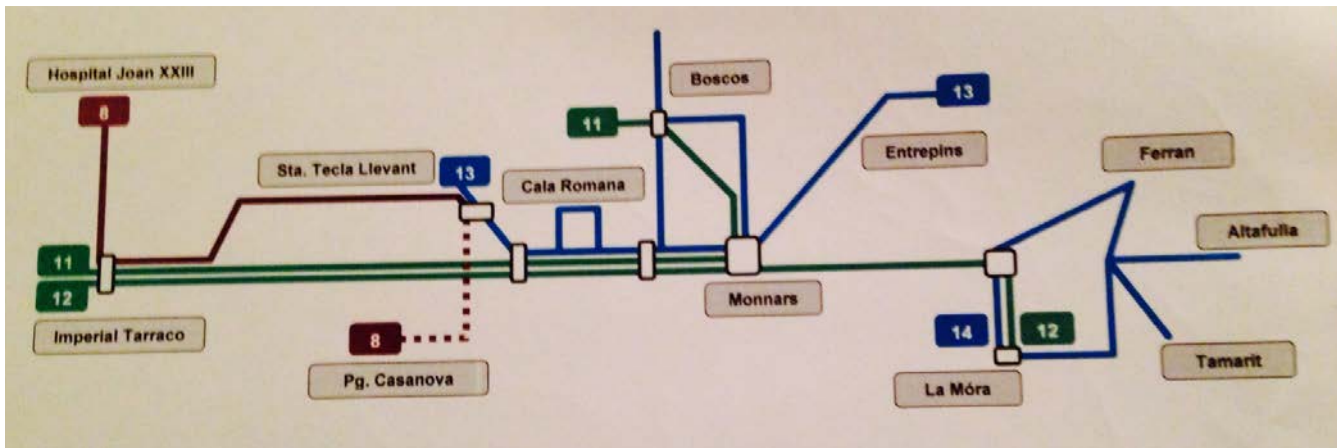 Hospital Joan XXIII
8
Boscos
11
13
Entrepins
Ferran
Sta. Tecla Llevant
13
Cala Romana
Altafulla
11
12
Imperial Tarraco
Monnars
8
Pg. Casanova
14
12
La Móra
Tamarit